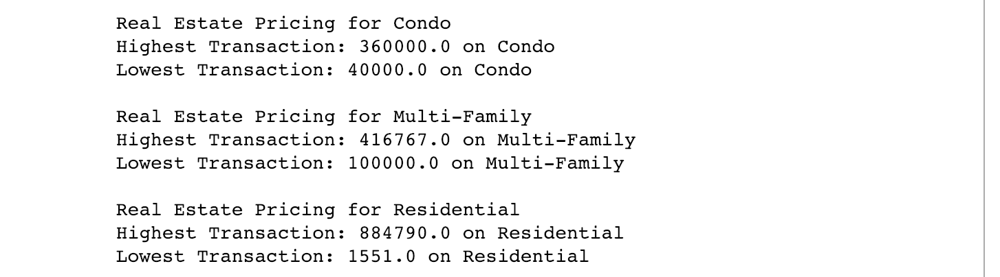 Real Estate Pricing for Condo
Highest Transaction: 360000.0 on Condo
Lowest Transaction: 40000.0 on Condo
Real Estate Pricing for Multi-Family
Highest Transaction: 416767.0 on Multi-Family
Lowest Transaction: 100000.0 on Multi-Family
Real Estate Pricing for Residential
Highest Transaction: 884790.0 on Residential
Lowest Transaction: 1551.0 on Residential